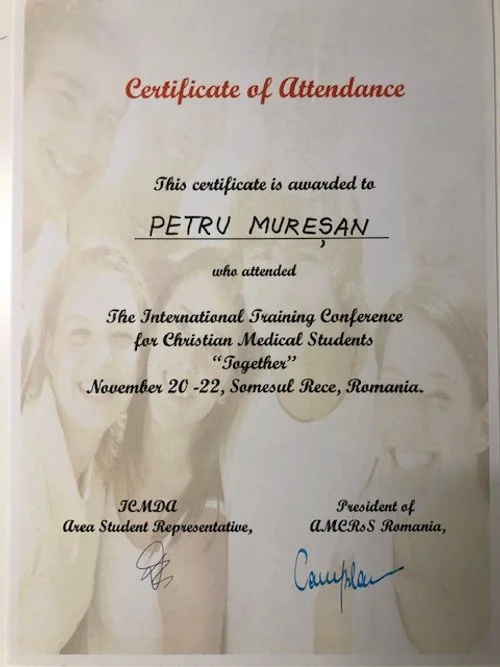 Certificate of Attendance
This certificate is awarded to
PETRU MUREȘAN
who attended
The International Training Conference
for Christian Medical Students
“Together”
November 20 -22, Somesul Rece, Romania.
ICMDA
Area Student Representative,
President of
AMCRsS Romania,